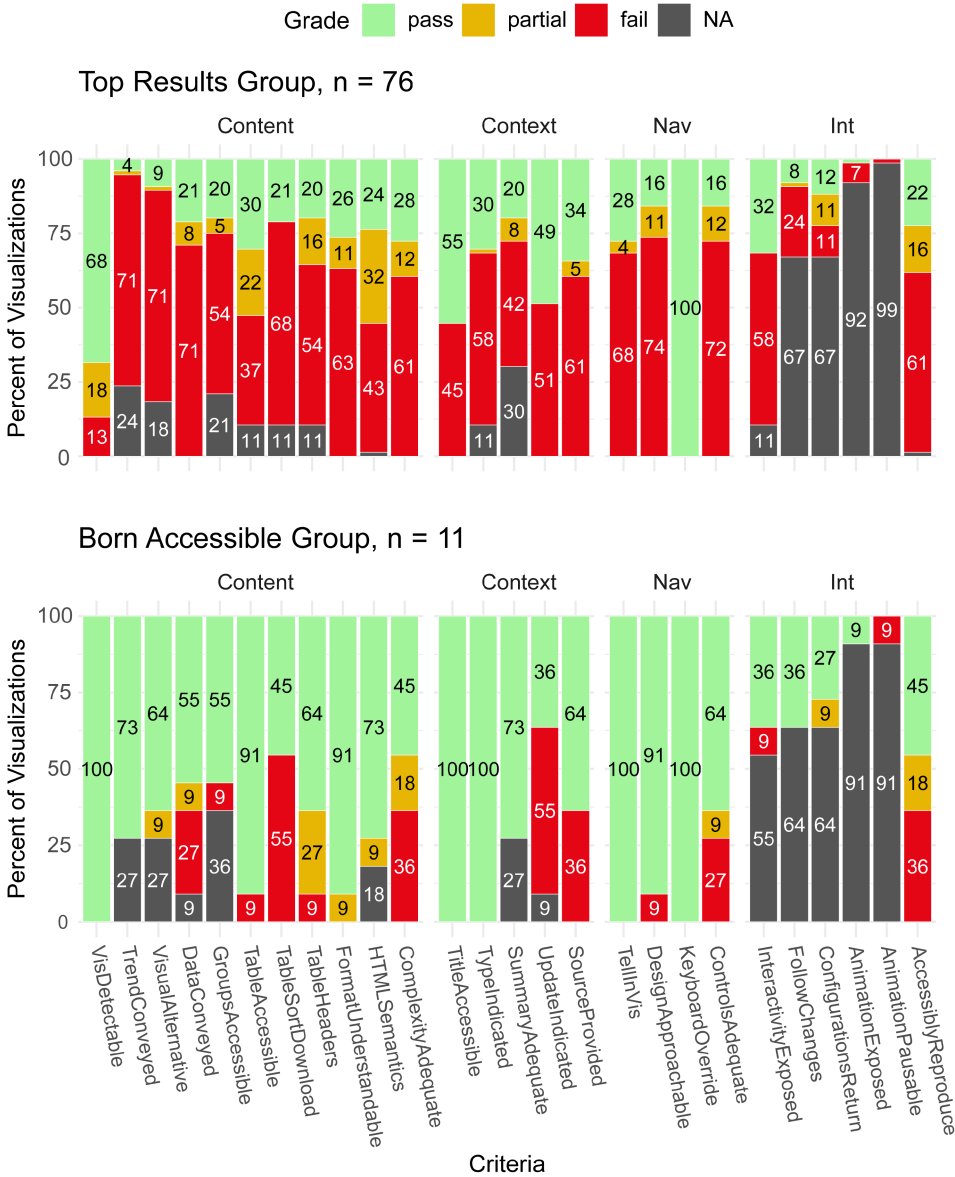 Grade pass partial fail NA
Top Results Group, n = 76
Content Context Nav Int
Percent of Visualizations
100
75
50
25
0
68 18 13
4 71 24
9 71 18
21 8 71
20 5 54 21
30 22 37 11
21 68 11
20 16 54 11
26 11 63
24 32 43
28 12 61
55 45
30 58 11
20 8 42 30
49 51
34 5 61
28 4 68
16 11 74
100
16 12 72
32 58 11
8 24 67
12 11 11 67
7 92
99
22 16 61
Born Accessible Group, n = 11
Content Context Nav Int
Percent of Visualizations
100
75
50
25
0
100
73 27
64 9 27
55 9 27 9
55 9 36
91 9
45 55
64 27 9
91 9
73 9 18
45 18 36
100
100
73 27
36 55 9
64 36
100
91 9
100
64 9 27
36 9 55
36 64
27 9 64
9 91
9 91
45 18 36
VisDetectable
TrendConveyed
VisualAlternative
DataConveyed
GroupsAccessible
TableAccessible
TableSortDownload
TableHeaders
FormatUnderstandable
HTMLSemantics
ComplexityAdequate
TitleAccessible
TypeIndicated
SummaryAdequate
UpdateIndicated
SourceProvided
TellInVis
DesignApproachable
KeyboardOverride
ControlsAdequate
InteractivityExposed
FollowChanges
ConfigurationsReturn
AnimationExposed
AnimationPausable
AccessiblyReproduce
Criteria